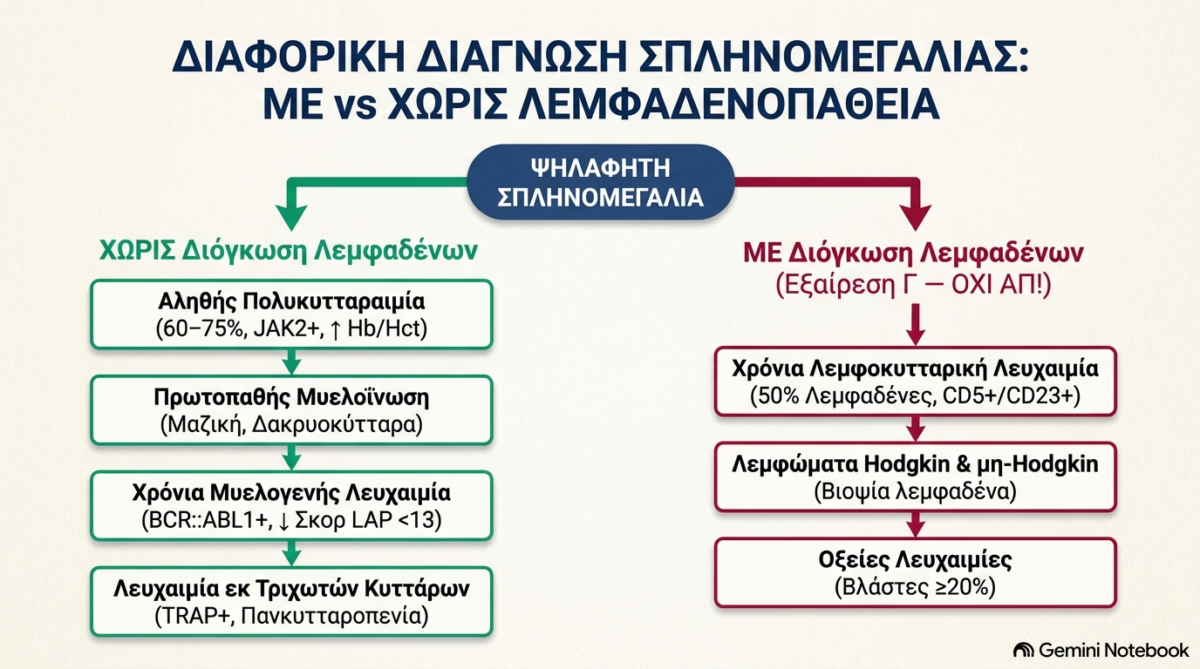 ΔΙΑΦΟΡΙΚΗ ΔΙΑΓΝΩΣΗ ΣΠΛΗΝΟΜΕΓΑΛΙΑΣ:
ΜΕ vs ΧΩΡΙΣ ΛΕΜΦΑΔΕΝΟΠΑΘΕΙΑ
ΨΗΛΑΦΗΤΗ
ΣΠΛΗΝΟΜΕΓΑΛΙΑ
ΧΩΡΙΣ Διόγκωση Λεμφαδένων
Αληθής Πολυκυτταραιμία
(60–75%, JAK2+, ↑ Hb/Hct)
Πρωτοπαθής Μυελοΐνωση
(Μαζική, Δακρυοκύτταρα)
Χρόνια Μυελογενής Λευχαιμία
(BCR::ABL1+, ↓ Σκορ LAP <13)
Λευχαιμία εκ Τριχωτών Κυττάρων
(TRAP+, Πανκυτταροπενία)
ΜΕ Διόγκωση Λεμφαδένων
(Εξαίρεση Γ — ΟΧΙ ΑΠ!)
Χρόνια Λεμφοκυτταρική Λευχαιμία
(50% Λεμφαδένες, CD5+/CD23+)
Λεμφώματα Hodgkin & μη-Hodgkin
(Βιοψία λεμφαδένα)
Οξείες Λευχαιμίες
(Βλάστες ≥20%)
Gemini Notebook